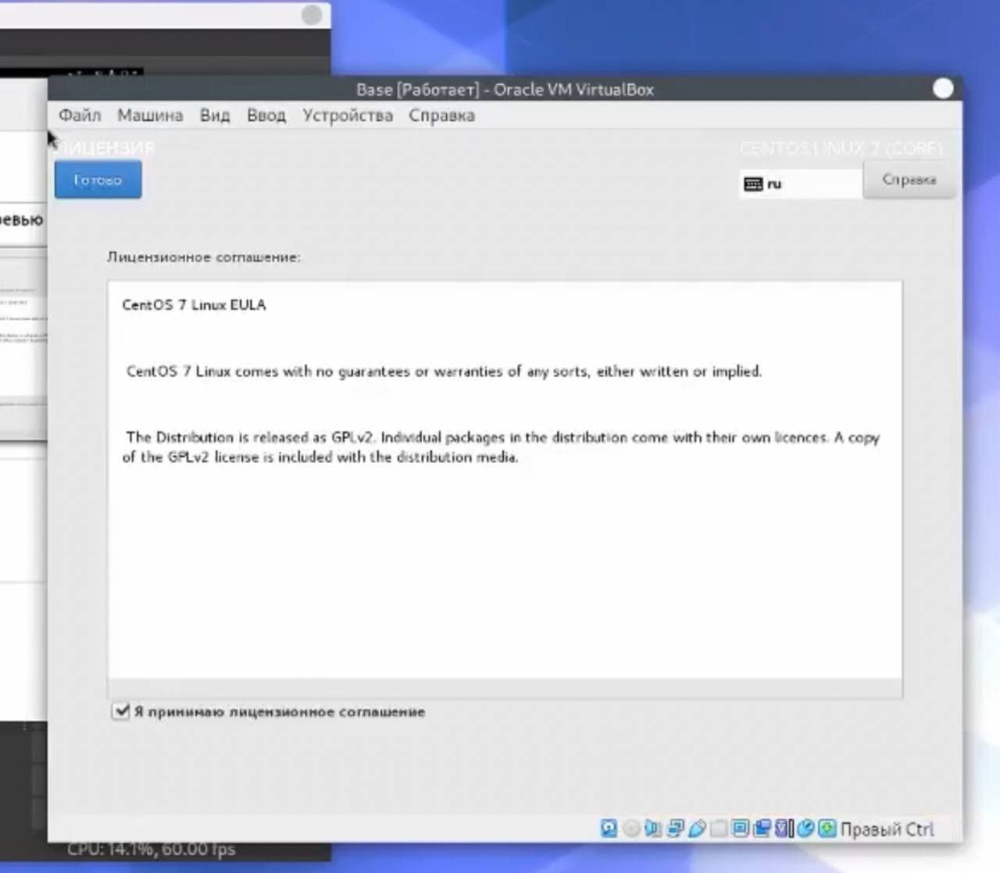 Base [Работает] - Oracle VM VirtualBox
Файл Машина Вид Ввод Устройства Справка
ЛИЦЕНЗИЯ
CENTOS LINUX 7 (CORE)
Готово
ru
Справка
евью
Лицензионное соглашение:
CentOS 7 Linux EULA
CentOS 7 Linux comes with no guarantees or warranties of any sorts, either written or implied.
The Distribution is released as GPLv2. Individual packages in the distribution come with their own licences. A copy
of the GPLv2 license is included with the distribution media.
Я принимаю лицензионное соглашение
Правый Ctrl
CPU: 14.1%, 60.00 fps